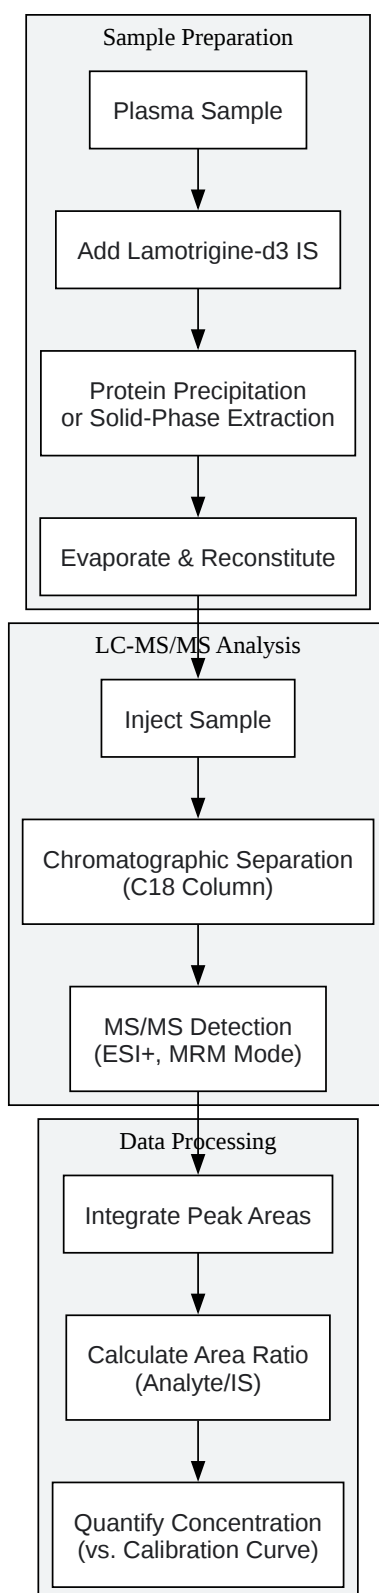 Sample Preparation
Plasma Sample
Add Lamotrigine-d3 IS
Protein Precipitation
or Solid-Phase Extraction
Evaporate & Reconstitute
LC-MS/MS Analysis
Inject Sample
Chromatographic Separation
(C18 Column)
MS/MS Detection
(ESI+, MRM Mode)
Data Processing
Integrate Peak Areas
Calculate Area Ratio
(Analyte/IS)
Quantify Concentration
(vs. Calibration Curve)